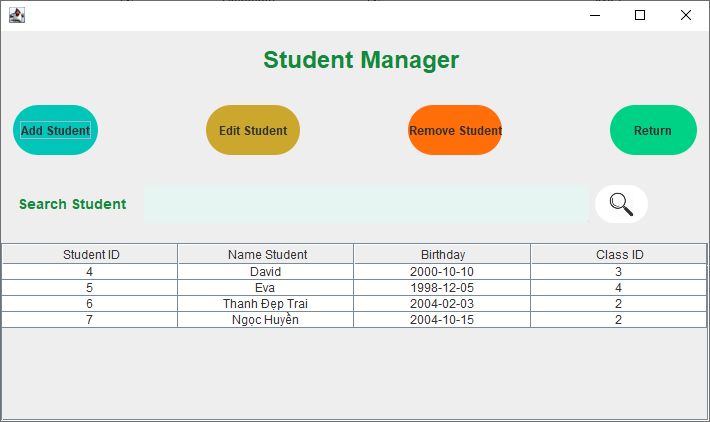 Student Manager
Add Student Edit Student Remove Student Return
Search Student
Student ID Name Student Birthday Class ID
4 David 2000-10-10 3
5 Eva 1998-12-05 4
6 Thanh Đẹp Trai 2004-02-03 2
7 Ngọc Huyền 2004-10-15 2